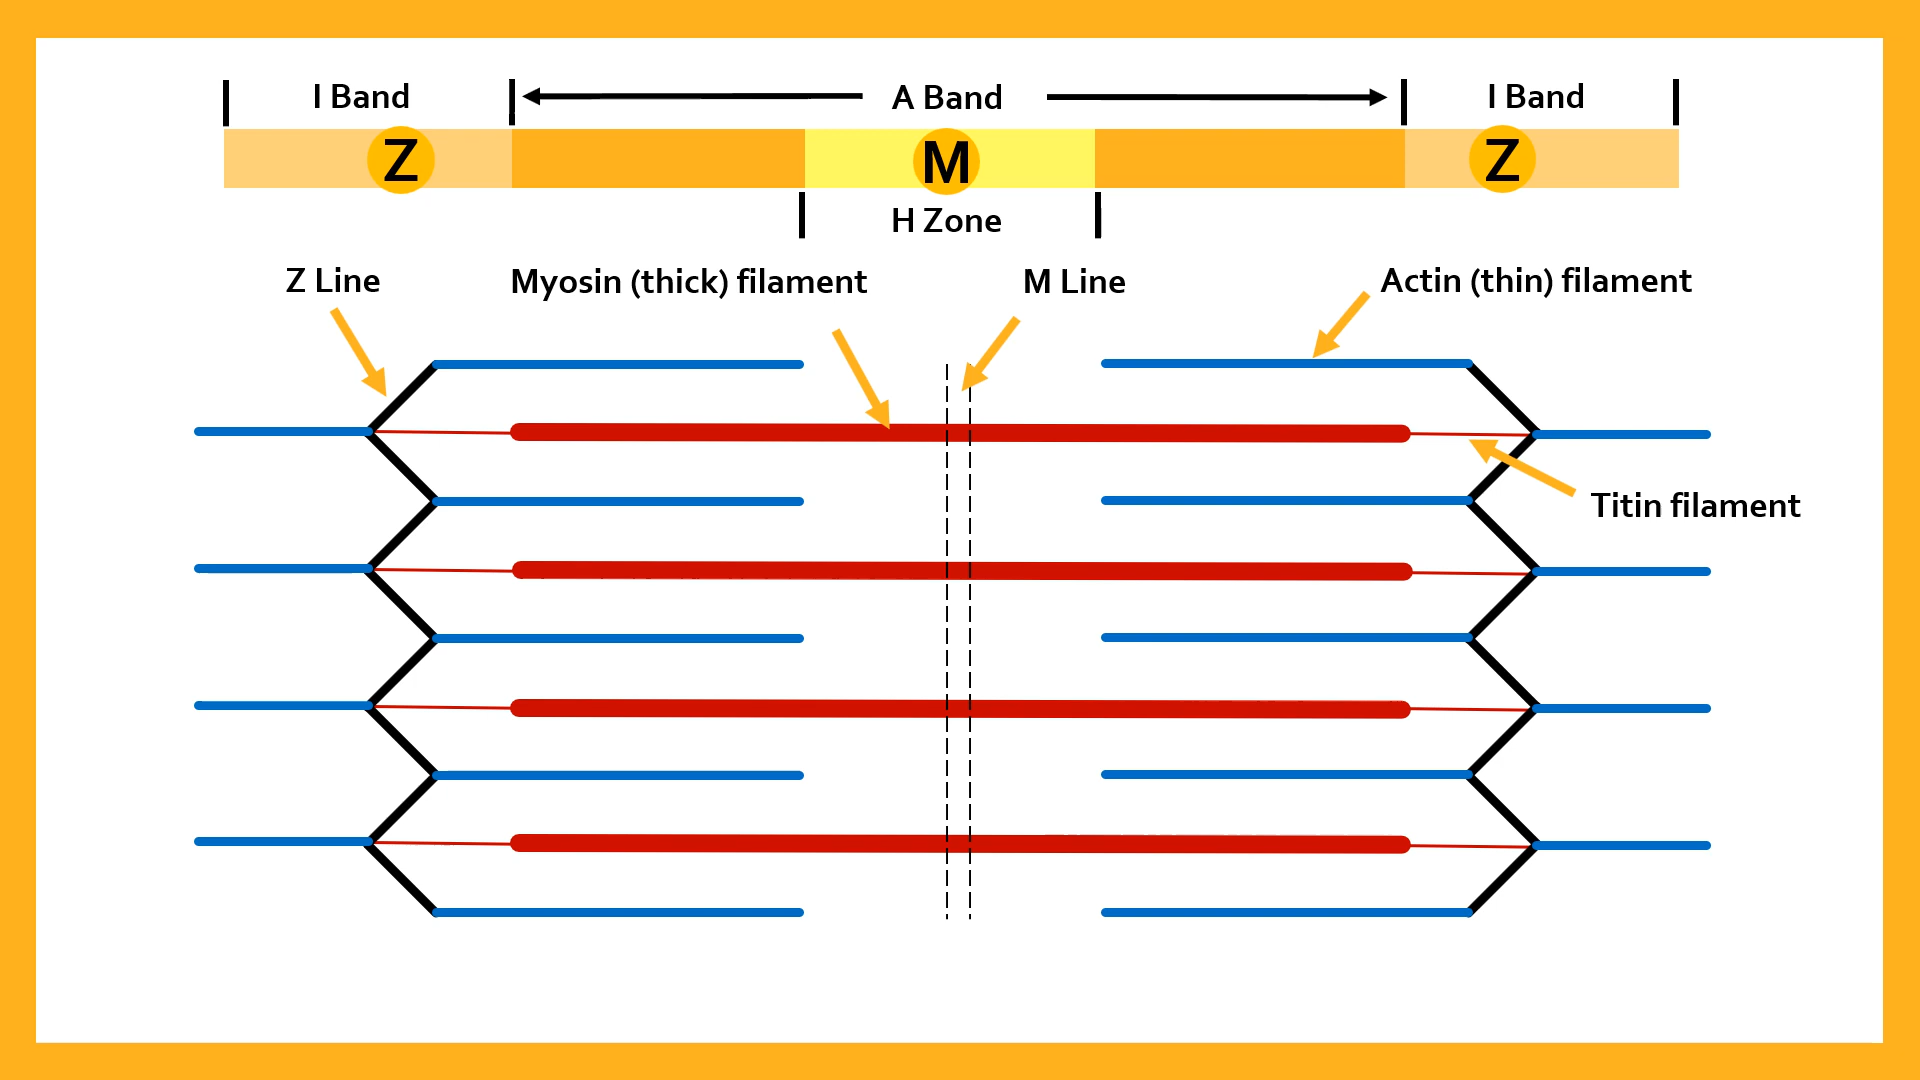 I Band
A Band
I Band
Z
M
Z
H Zone
Z Line
Myosin (thick) filament
M Line
Actin (thin) filament
Titin filament